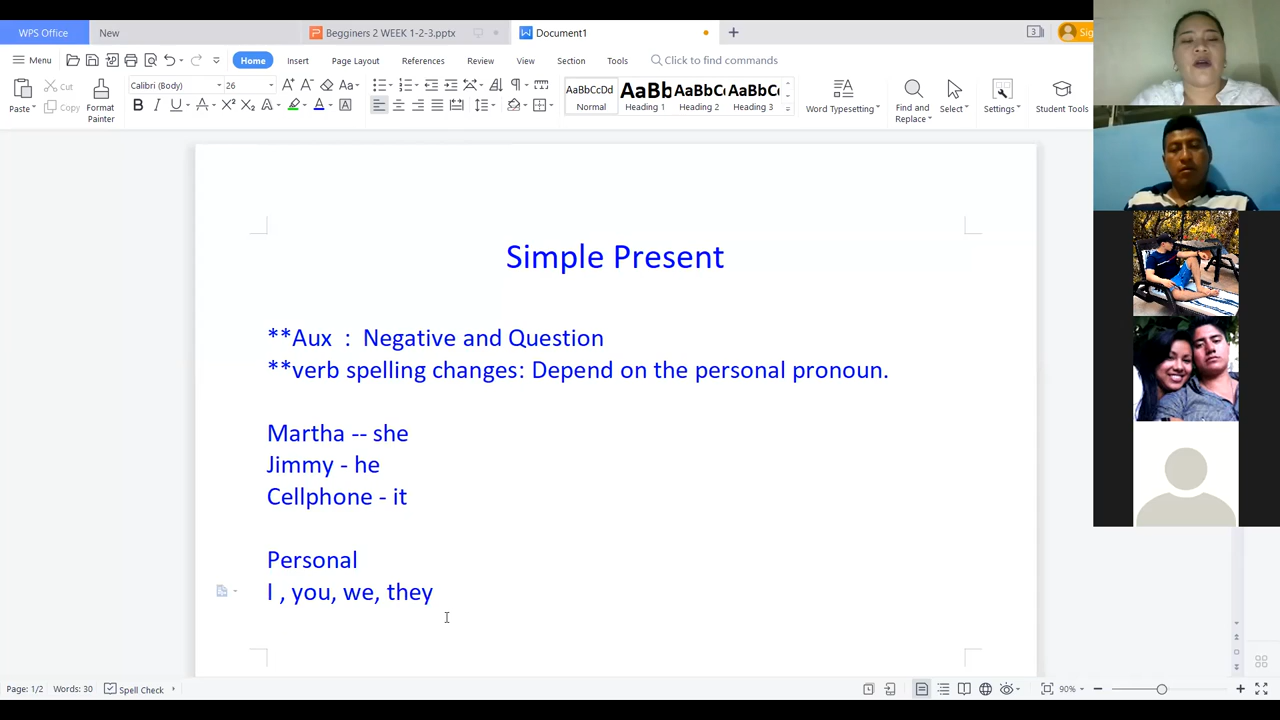 WPS Office
New
Begginers 2 WEEK 1-2-3.pptx
Document1
3
Sig
Menu
Home
Insert
Page Layout
References
Review
View
Section
Tools
Click to find commands
Paste
Cut
Copy
Format Painter
Calibri (Body)
26
AaBbCcDd
Normal
AaBb
Heading 1
AaBbC
Heading 2
AaBbC
Heading 3
Word Typesetting
Find and Replace
Select
Settings
Student Tools
Simple Present
**Aux : Negative and Question
**verb spelling changes: Depend on the personal pronoun.
Martha -- she
Jimmy - he
Cellphone - it
Personal
I , you, we, they
Page: 1/2 Words: 30 Spell Check
90%